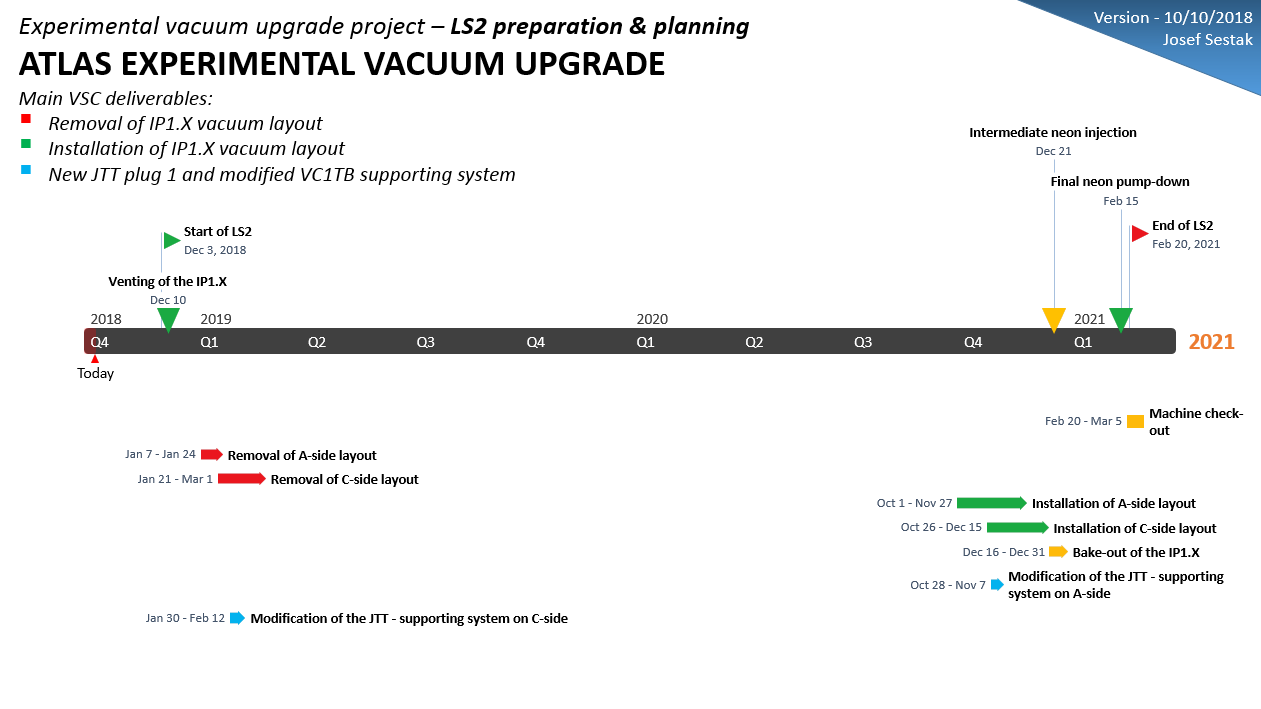 Experimental vacuum upgrade project – LS2 preparation & planning
ATLAS EXPERIMENTAL VACUUM UPGRADE
Version - 10/10/2018
Josef Sestak
Main VSC deliverables:
Removal of IP1.X vacuum layout
Installation of IP1.X vacuum layout
New JTT plug 1 and modified VC1TB supporting system
Intermediate neon injection
Dec 21
Final neon pump-down
Feb 15
Start of LS2
Dec 3, 2018
End of LS2
Feb 20, 2021
Venting of the IP1.X
Dec 10
2018 2019 2020 2021
Q4 Q1 Q2 Q3 Q4 Q1 Q2 Q3 Q4 Q1 2021
Today
Feb 20 - Mar 5 Machine check-
out
Jan 7 - Jan 24 Removal of A-side layout
Jan 21 - Mar 1 Removal of C-side layout
Oct 1 - Nov 27 Installation of A-side layout
Oct 26 - Dec 15 Installation of C-side layout
Dec 16 - Dec 31 Bake-out of the IP1.X
Oct 28 - Nov 7 Modification of the JTT - supporting
system on A-side
Jan 30 - Feb 12 Modification of the JTT - supporting system on C-side